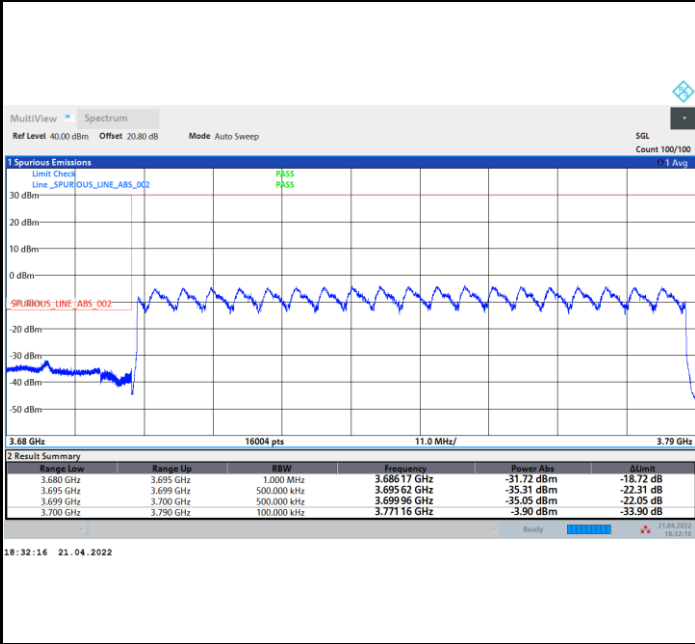 MultiView Spectrum
Ref Level 40.00 dBm Offset 20.80 dB Mode Auto Sweep SGL
Count 100/100
1 Spurious Emissions 1 Avg
Limit Check PASS
Line _SPURIOUS_LINE_ABS_002 PASS
30 dBm
20 dBm
10 dBm
0 dBm
_SPURIOUS_LINE_ABS_002
-20 dBm
-30 dBm
-40 dBm
-50 dBm
3.68 GHz 16004 pts 11.0 MHz/ 3.79 GHz
2 Result Summary
Range Low Range Up RBW Frequency Power Abs ΔLimit
3.680 GHz 3.695 GHz 1.000 MHz 3.686 17 GHz -31.72 dBm -18.72 dB
3.695 GHz 3.699 GHz 500.000 kHz 3.695 62 GHz -35.31 dBm -22.31 dB
3.699 GHz 3.700 GHz 500.000 kHz 3.699 96 GHz -35.05 dBm -22.05 dB
3.700 GHz 3.790 GHz 100.000 kHz 3.771 16 GHz -3.90 dBm -33.90 dB
Ready 21.04.2022
18:32:16
18:32:16 21.04.2022